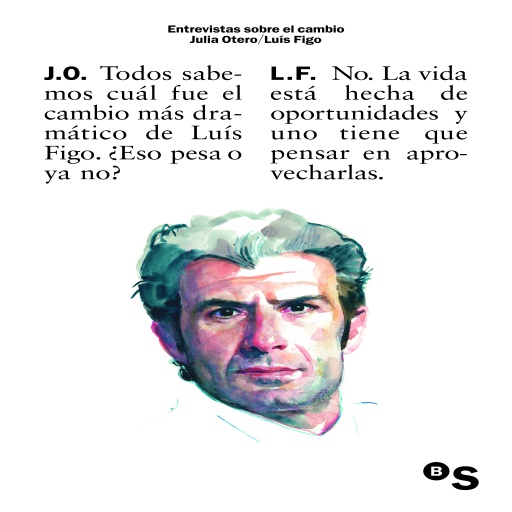 Entrevistas sobre el cambio
Julia Otero/Luís Figo
J.O. Todos sabe-
mos cuál fue el
cambio más dra-
mático de Luís
Figo. ¿Eso pesa o
ya no?
L.F. No. La vida
está hecha de
oportunidades y
uno tiene que
pensar en apro-
vecharlas.
BS